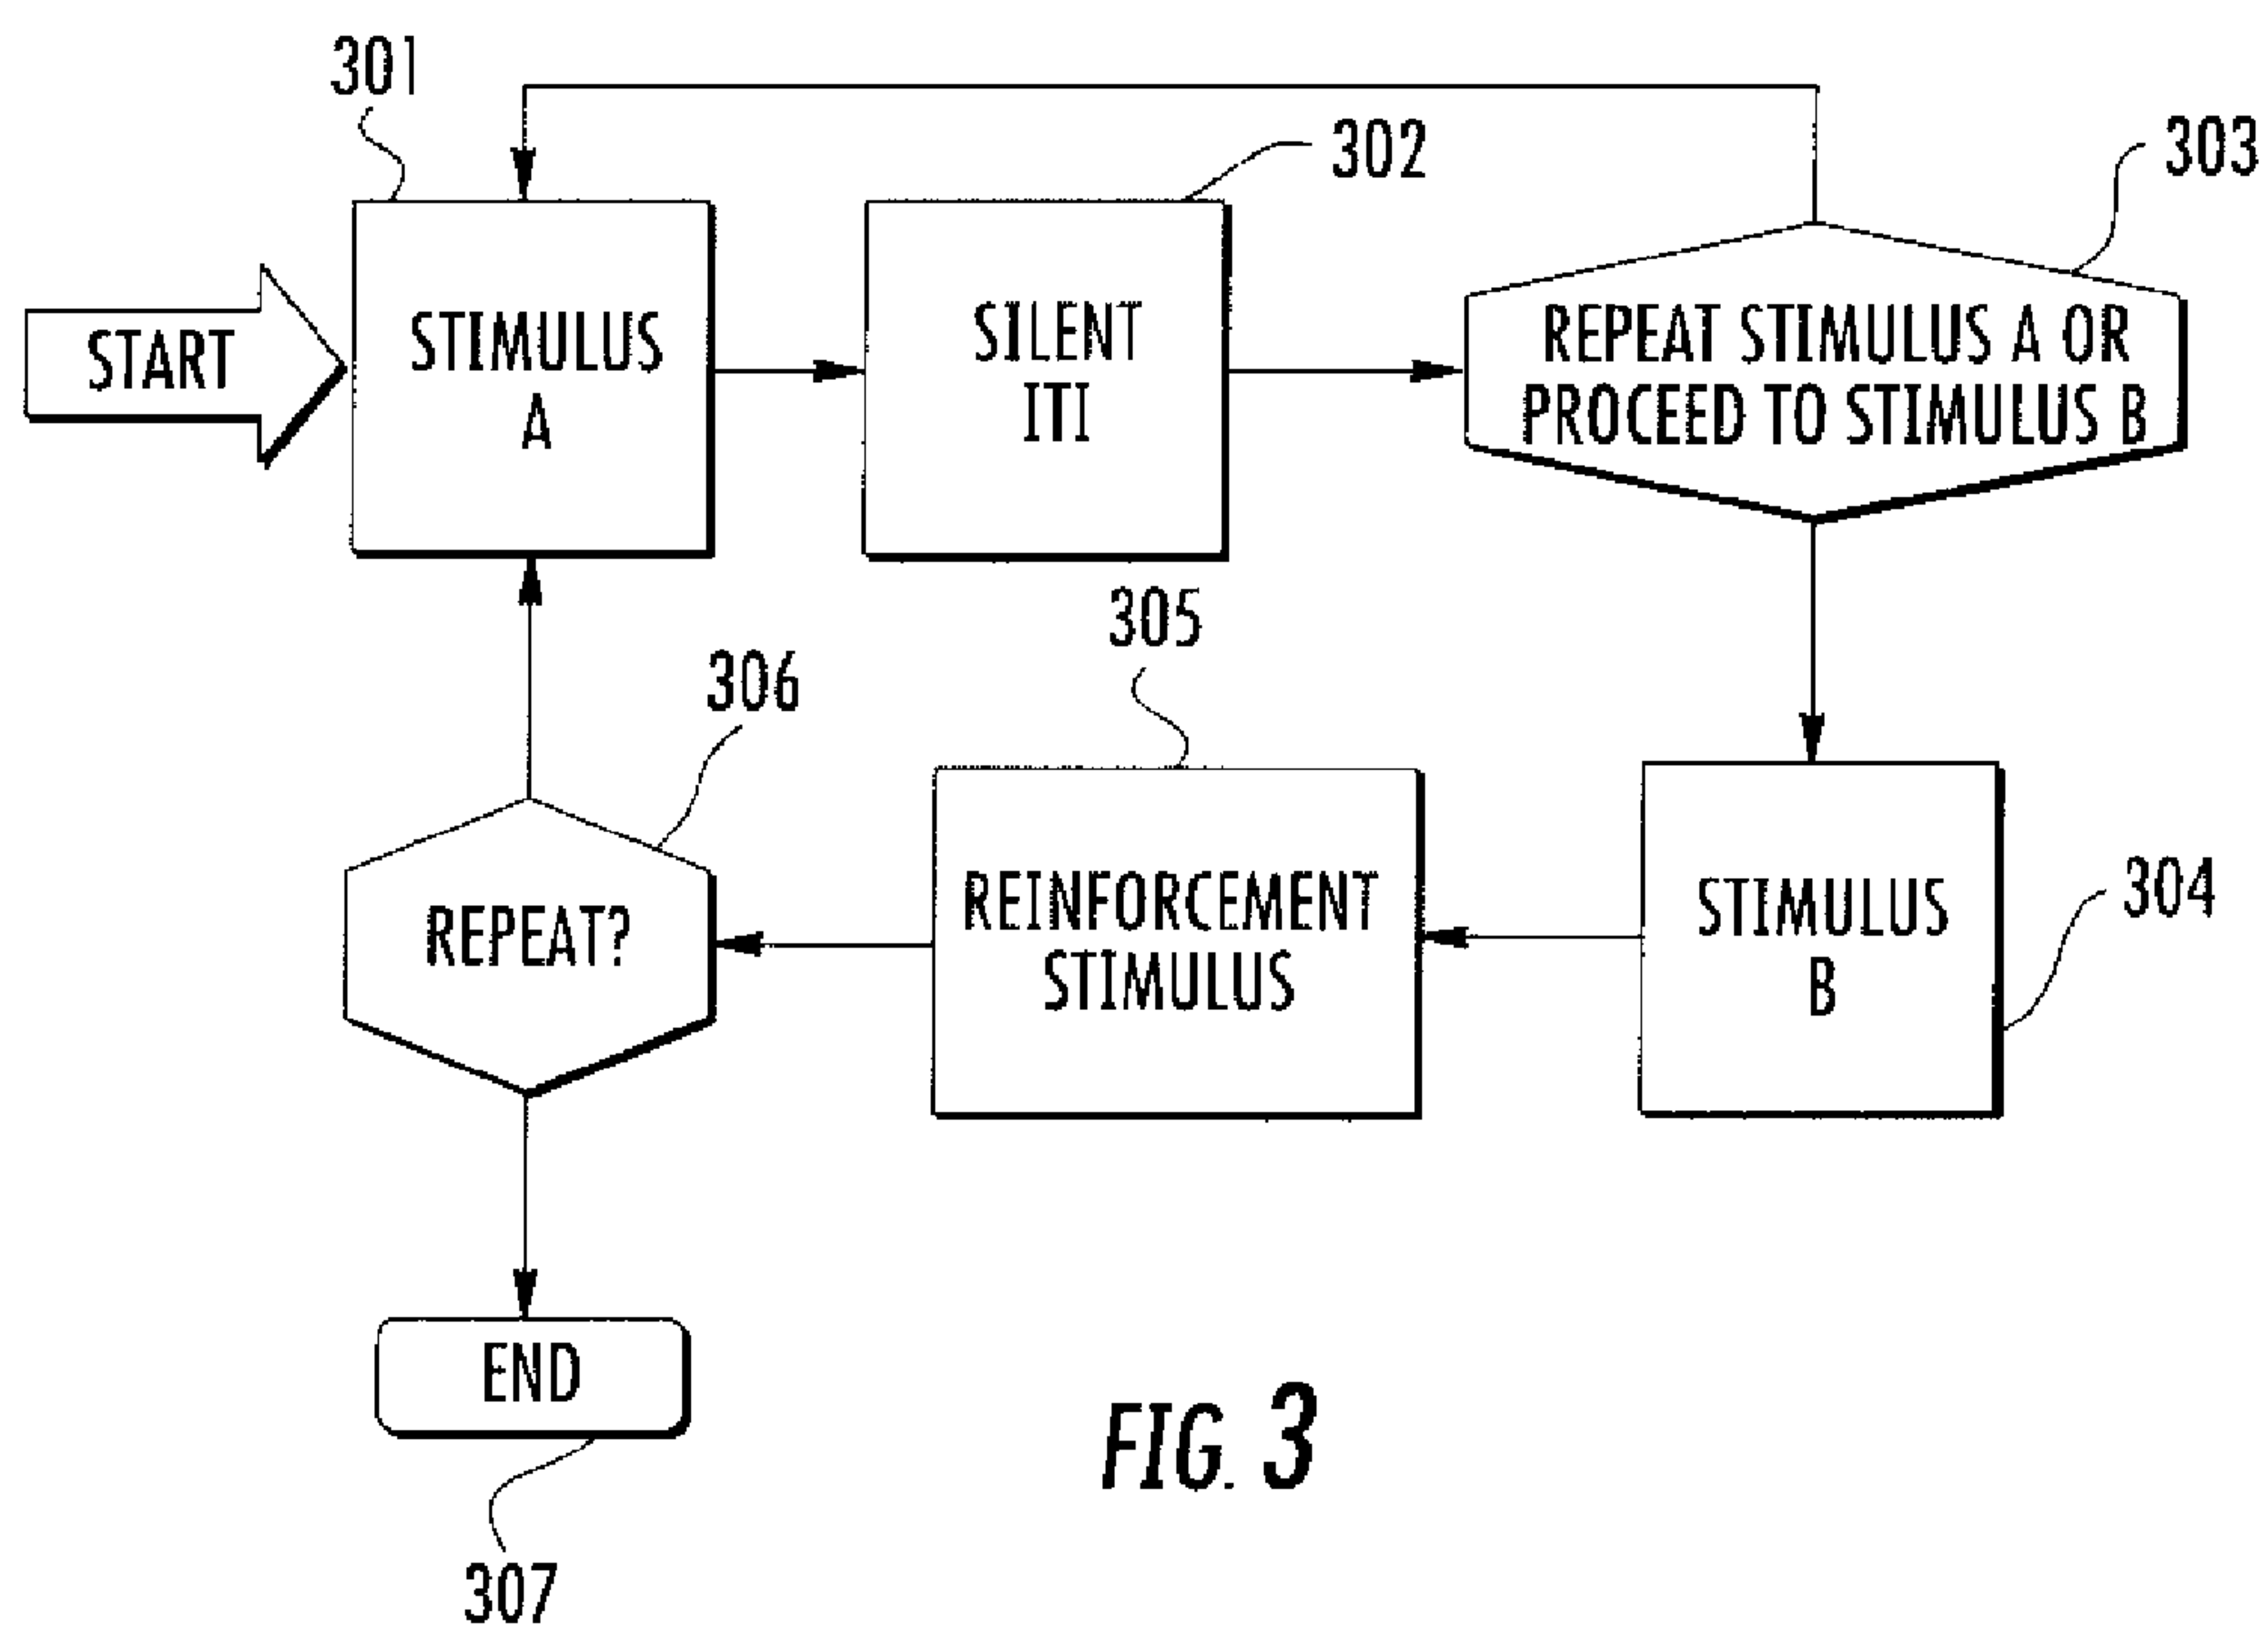 301
302
303
START
STIMULUS
A
SILENT
ITI
REPEAT STIMULUS A OR
PROCEED TO STIMULUS B
305
306
304
REPEAT?
REINFORCEMENT
STIMULUS
STIMULUS
B
END
307
FIG. 3